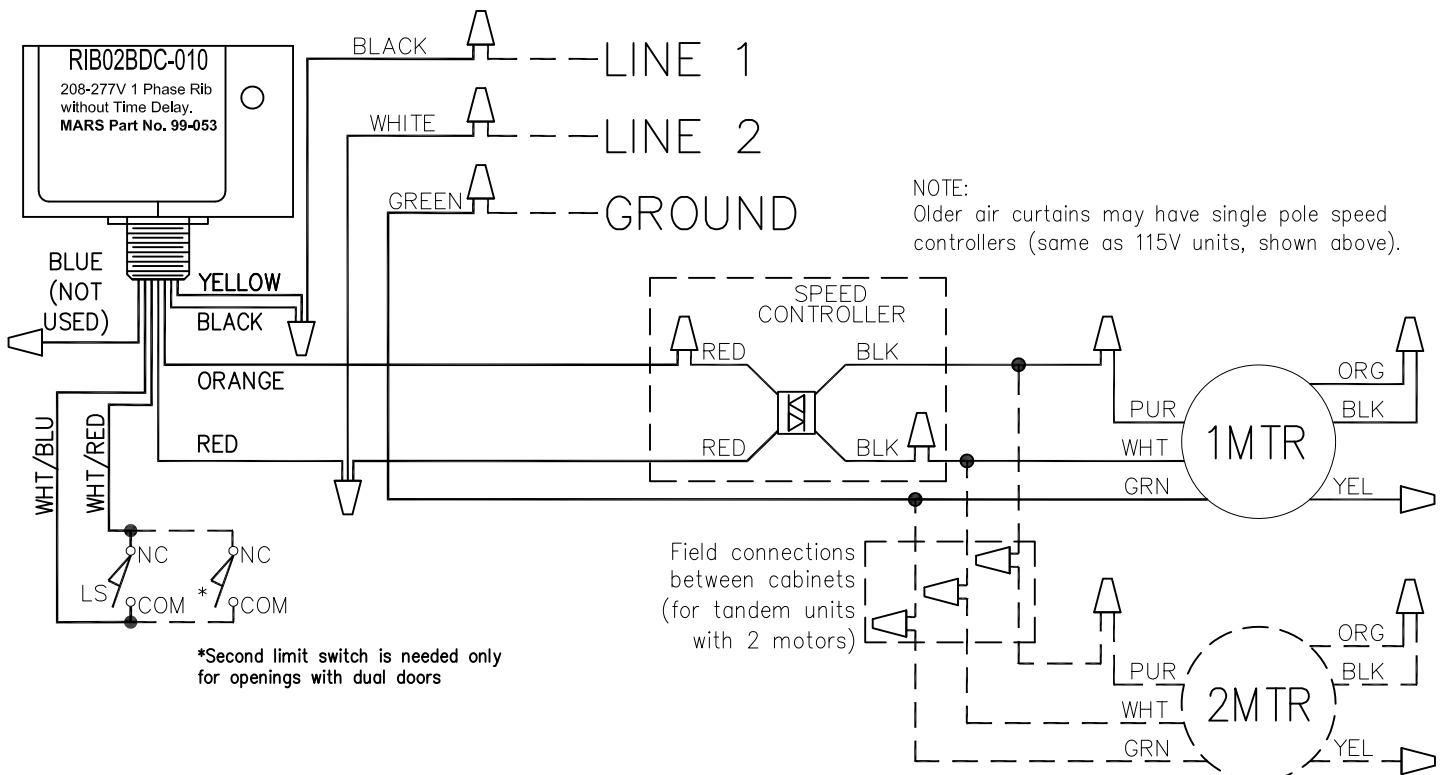 RIB02BDC-010
208-277V 1 Phase Rib
without Time Delay.
MARS Part No. 99-053
BLACK
LINE 1
WHITE
LINE 2
GREEN
GROUND
NOTE:
Older air curtains may have single pole speed
controllers (same as 115V units, shown above).
BLUE
(NOT
USED)
YELLOW
BLACK
ORANGE
RED
WHT/BLU
WHT/RED
SPEED
CONTROLLER
RED
BLK
RED
BLK
PUR
WHT
GRN
1MTR
ORG
BLK
YEL
NC
NC
LS
*
COM
COM
*Second limit switch is needed only
for openings with dual doors
Field connections
between cabinets
(for tandem units
with 2 motors)
PUR
WHT
GRN
2MTR
ORG
BLK
YEL